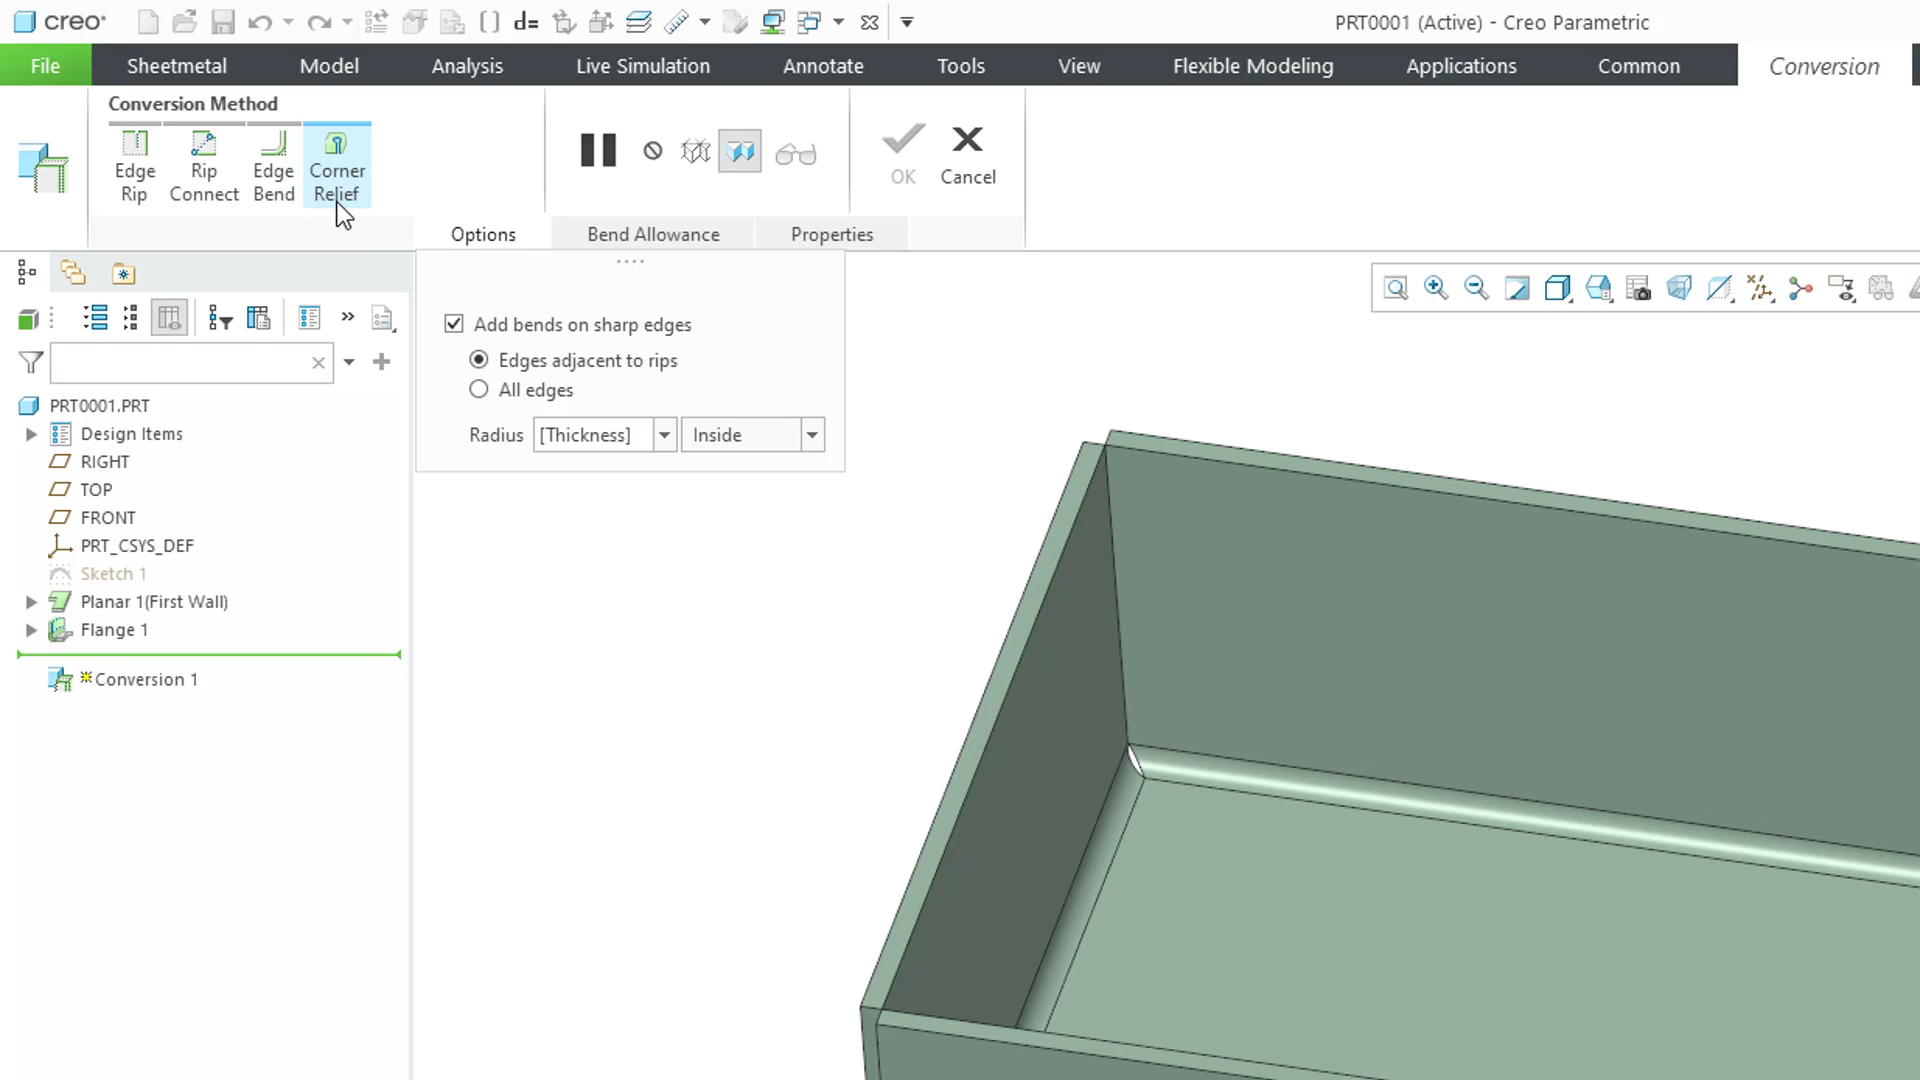 creo
d=
PRT0001 (Active) - Creo Parametric
File Sheetmetal Model Analysis Live Simulation Annotate Tools View Flexible Modeling Applications Common Conversion
Conversion Method
Edge Rip
Rip Connect
Edge Bend
Corner Relief
OK
Cancel
Options Bend Allowance Properties
Add bends on sharp edges
Edges adjacent to rips
All edges
Radius [Thickness] Inside
PRT0001.PRT
Design Items
RIGHT
TOP
FRONT
PRT_CSYS_DEF
Sketch 1
Planar 1(First Wall)
Flange 1
Conversion 1